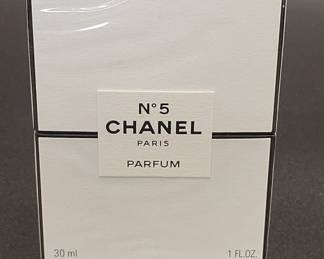 N°5
CHANEL
PARIS
PARFUM
30 ml 1 FL.OZ.